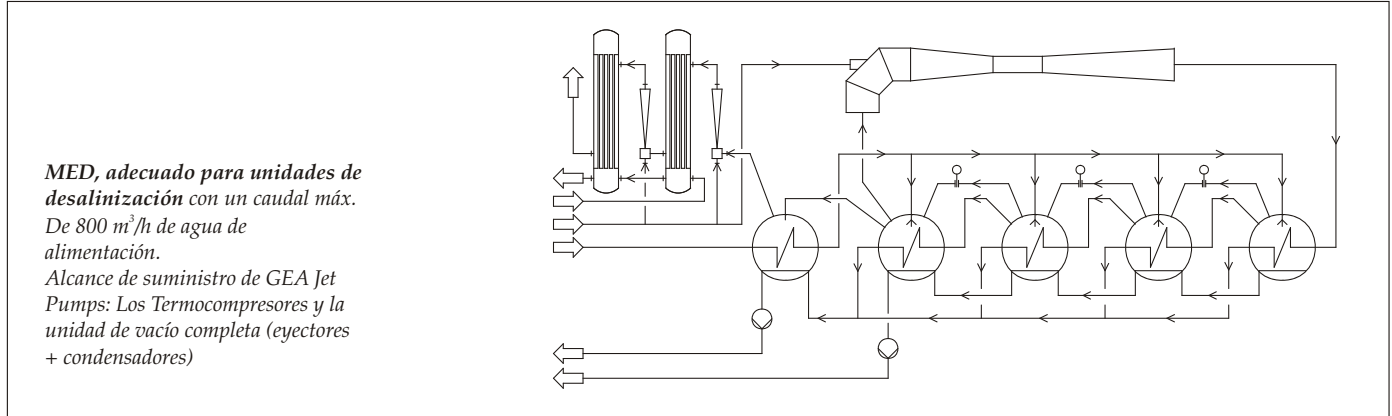 MED, adecuado para unidades de
desalinización con un caudal máx.
De 800 m³/h de agua de
alimentación.
Alcance de suministro de GEA Jet
Pumps: Los Termocompresores y la
unidad de vacío completa (eyectores
+ condensadores)